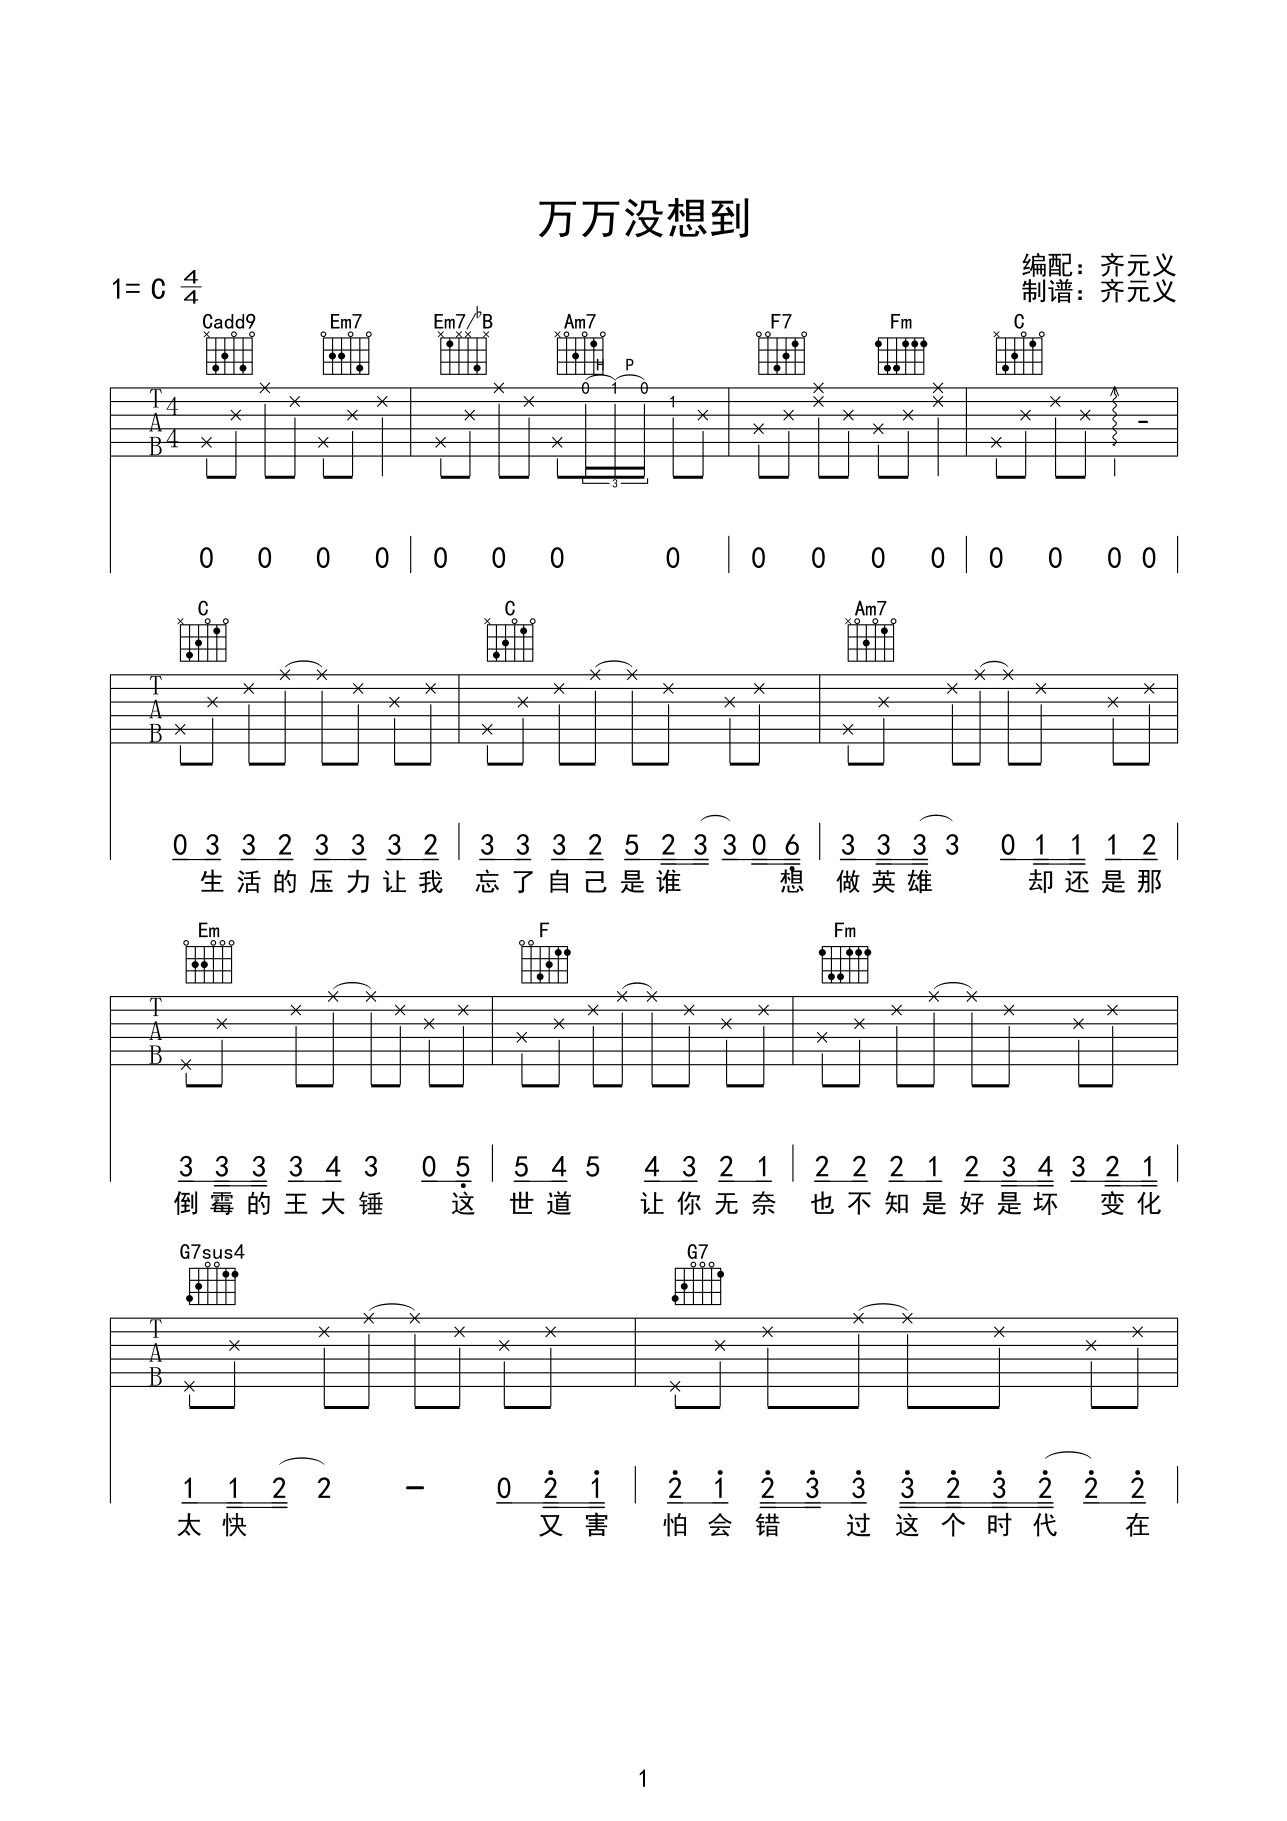 万万没想到
编配：齐元义
1= C 4/4 制谱：齐元义
Cadd9 Em7 Em7/♭B Am7 F7 Fm C
H P
T A B 4 4 0 1 0 1
3
0 0 0 0 0 0 0 0 0 0 0 0 0 0 0 0
C C Am7
T A B
0 3 3 2 3 3 3 2 3 3 3 2 5 2 3 3 0 6 3 3 3 3 0 1 1 1 2
生活的压力让我 忘了自己是谁 想 做英雄 却还是那
Em F Fm
T A B
3 3 3 3 4 3 0 5 5 4 5 4 3 2 1 2 2 2 1 2 3 4 3 2 1
倒霉的王大锤 这 世道 让你无奈 也不知是好是坏 变化
G7sus4 G7
T A B
1 1 2 2 - 0 2 1 2 1 2 3 3 3 2 3 2 2 2
太快 又害 怕会错 过这个时代 在
1